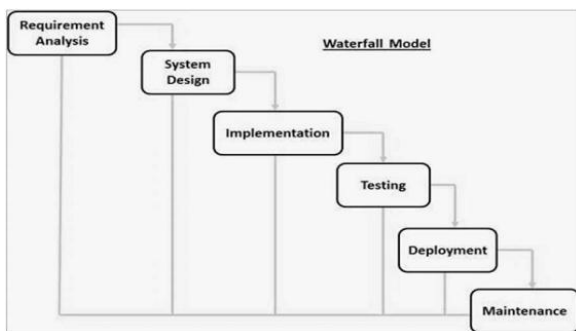 Requirement
Analysis
Waterfall Model
System
Design
Implementation
Testing
Deployment
Maintenance